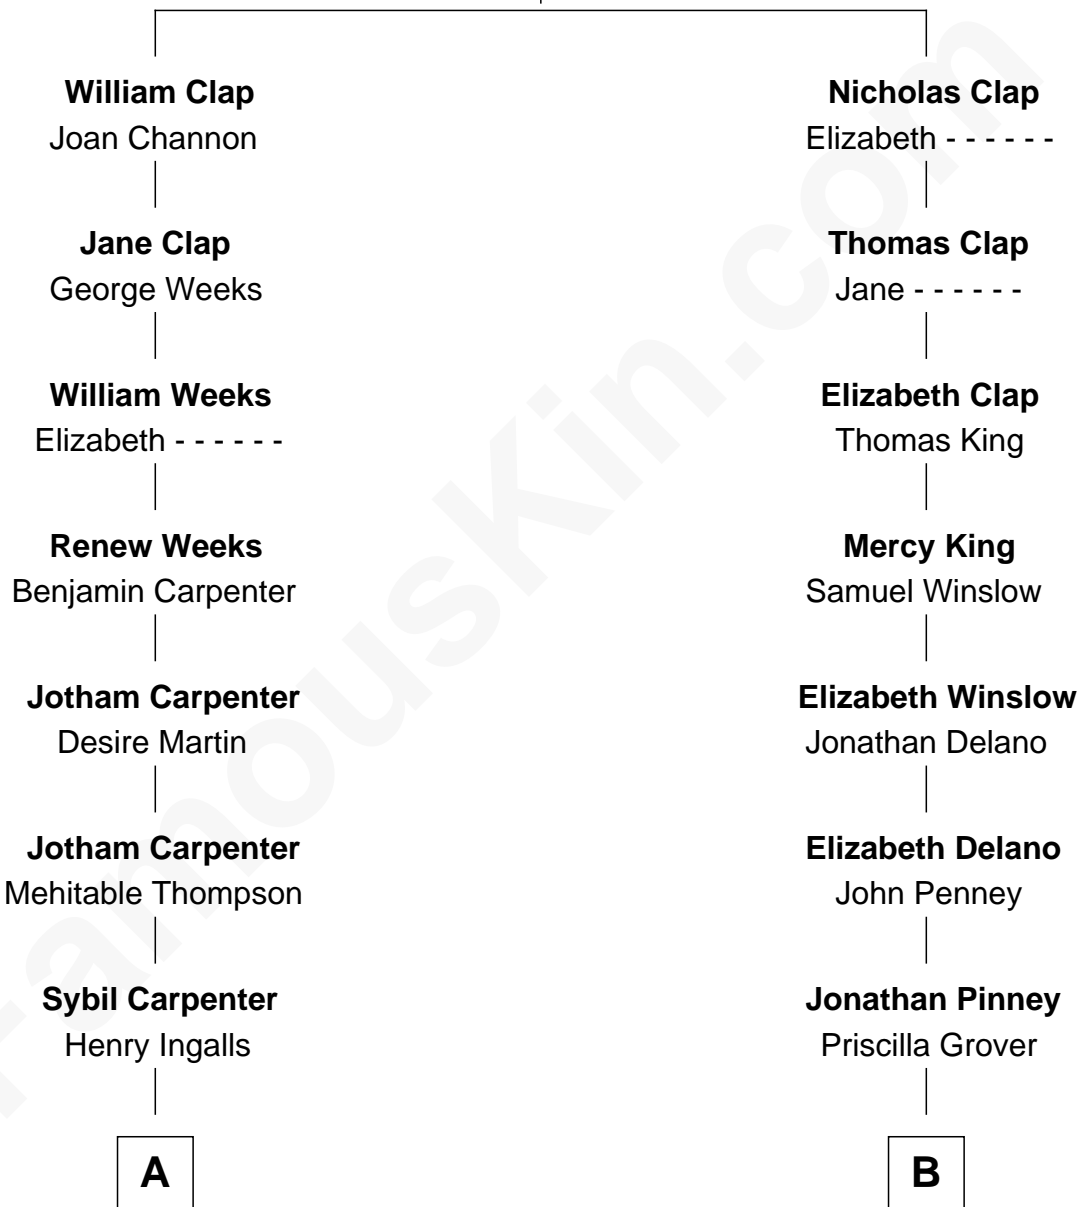 William Clap
Joan Channon
Nicholas Clap
Elizabeth - - - - - -
Jane Clap
George Weeks
Thomas Clap
Jane - - - - - -
William Weeks
Elizabeth - - - - - -
Elizabeth Clap
Thomas King
Renew Weeks
Benjamin Carpenter
Mercy King
Samuel Winslow
Jotham Carpenter
Desire Martin
Elizabeth Winslow
Jonathan Delano
Jotham Carpenter
Mehitable Thompson
Elizabeth Delano
John Penney
Sybil Carpenter
Henry Ingalls
Jonathan Pinney
Priscilla Grover
A
B
FamousKin.com